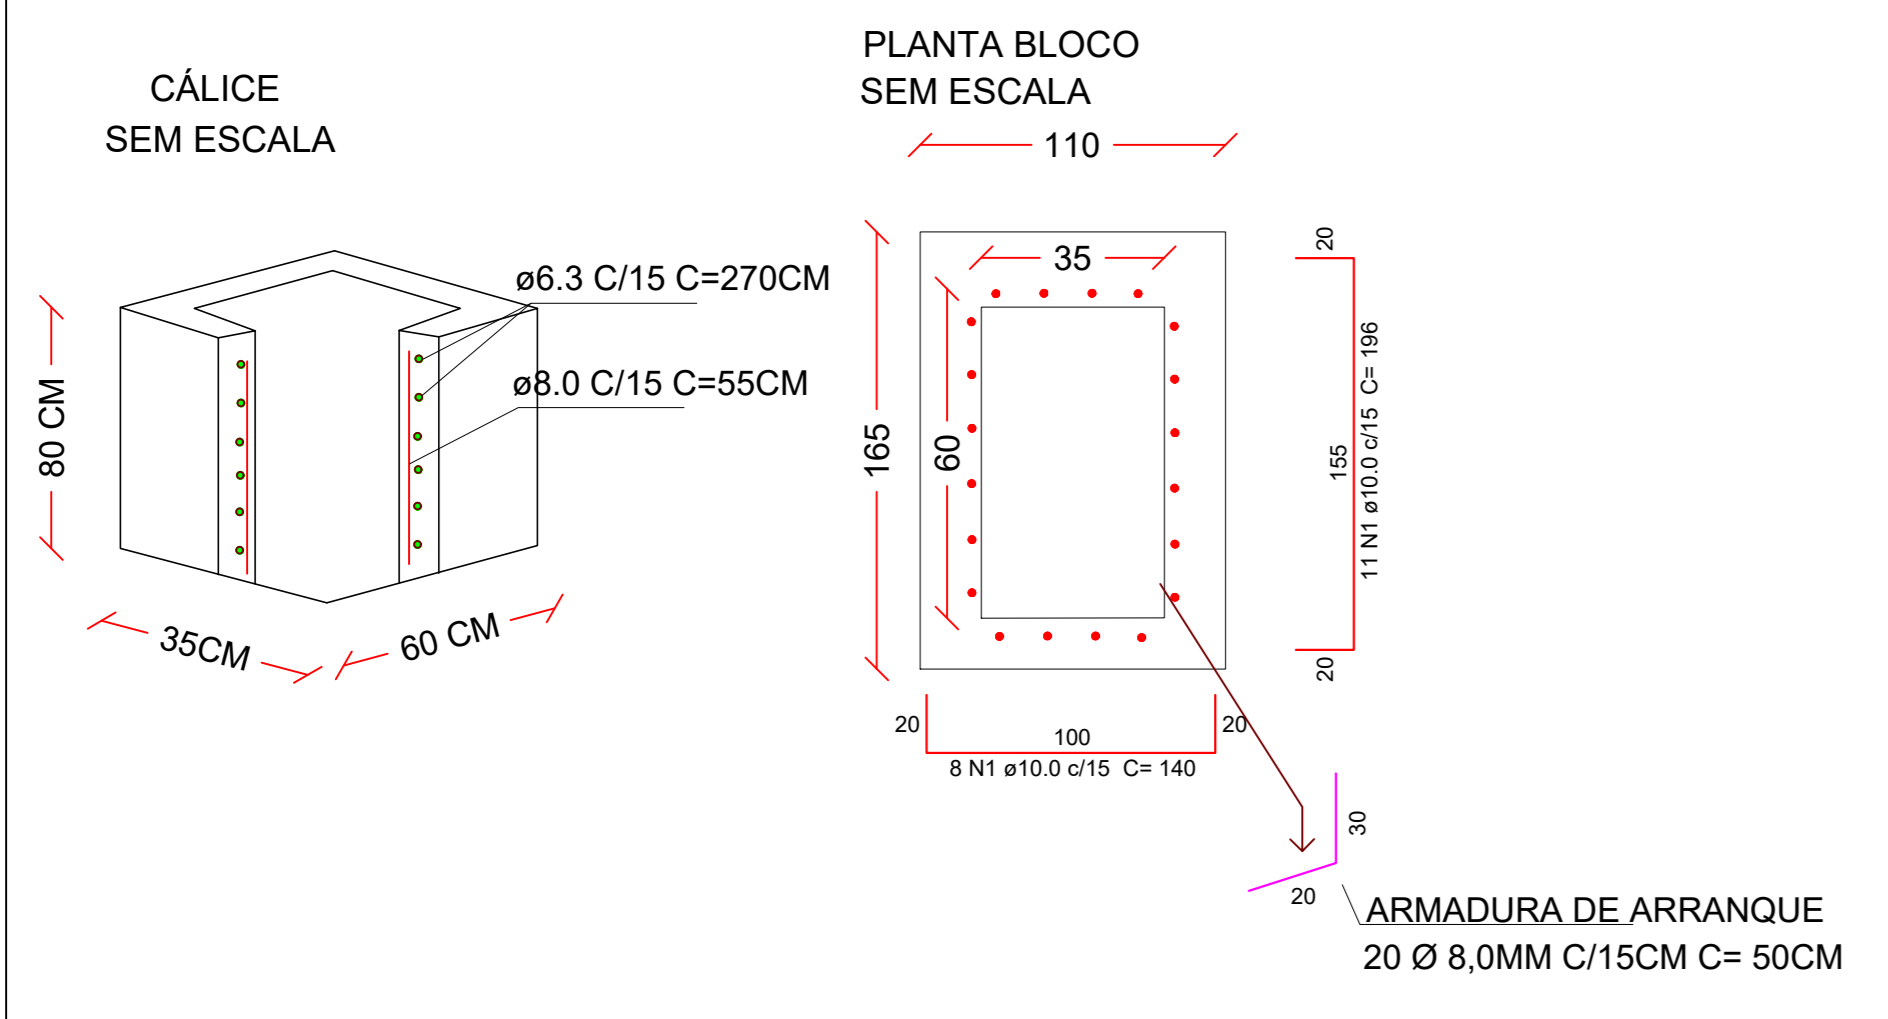 CÁLICE
SEM ESCALA
ø6.3 C/15 C=270CM
ø8.0 C/15 C=55CM
80 CM
35CM
60 CM
PLANTA BLOCO
SEM ESCALA
110
35
165
60
20
155
11 N1 ø10.0 c/15  C= 196
20
20
100
20
8 N1 ø10.0 c/15  C= 140
30
20
ARMADURA DE ARRANQUE
20 Ø 8,0MM C/15CM C= 50CM